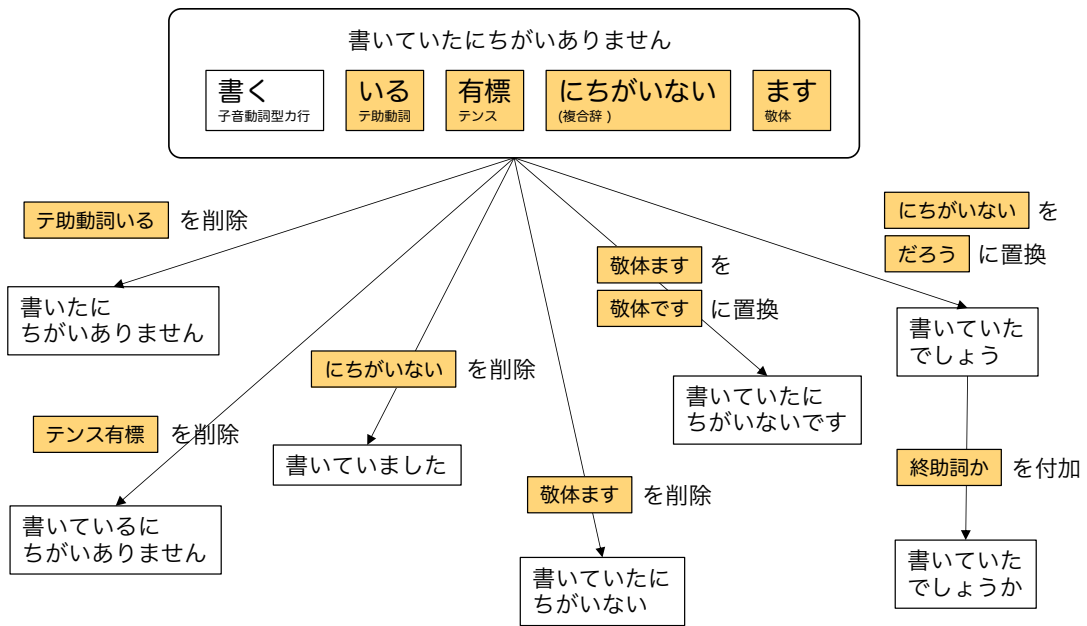 書いていたにちがいありません
書く
子音動詞型カ行
いる
テ助動詞
有標
テンス
にちがいない
(複合辞 )
ます
敬体
テ助動詞いる を削除
書いたに
ちがいありません
テンス有標 を削除
書いているに
ちがいありません
にちがいない を削除
書いていました
敬体ます を削除
書いていたに
ちがいない
敬体ます を
敬体です に置換
書いていたに
ちがいないです
にちがいない を
だろう に置換
書いていた
でしょう
終助詞か を付加
書いていた
でしょうか